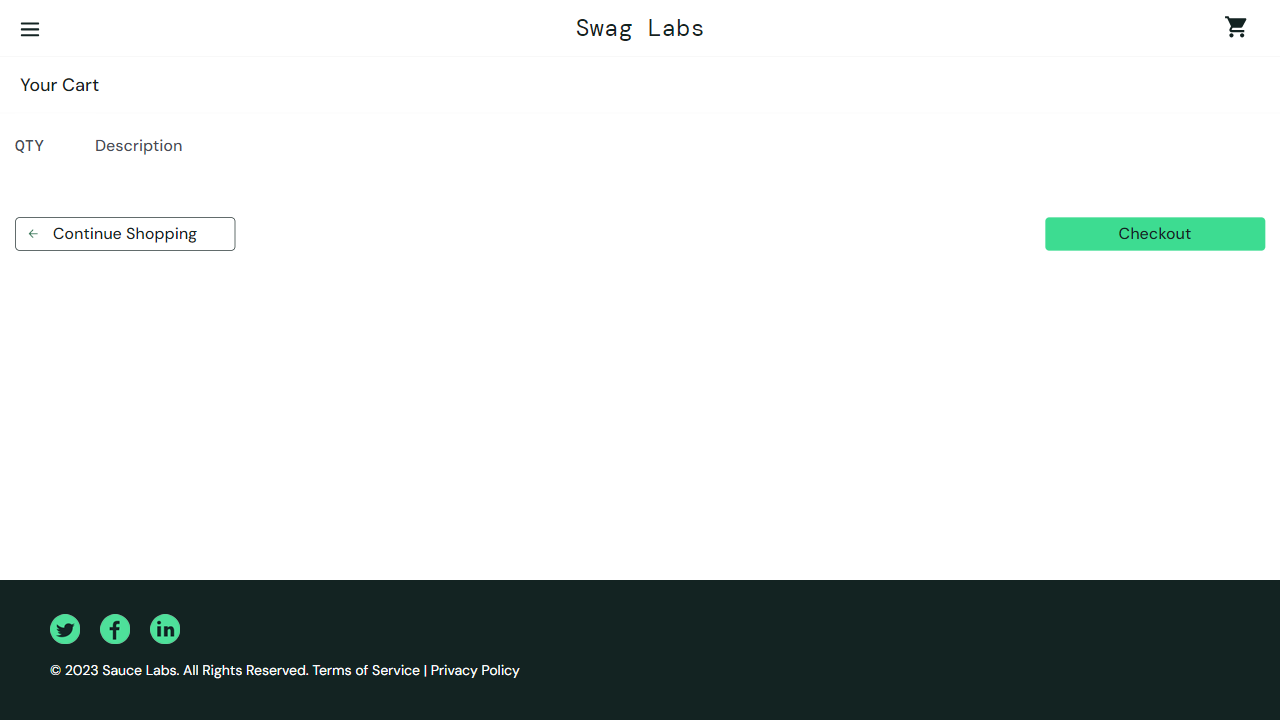 Swag Labs
Your Cart
QTY Description
Continue Shopping Checkout
© 2023 Sauce Labs. All Rights Reserved. Terms of Service | Privacy Policy